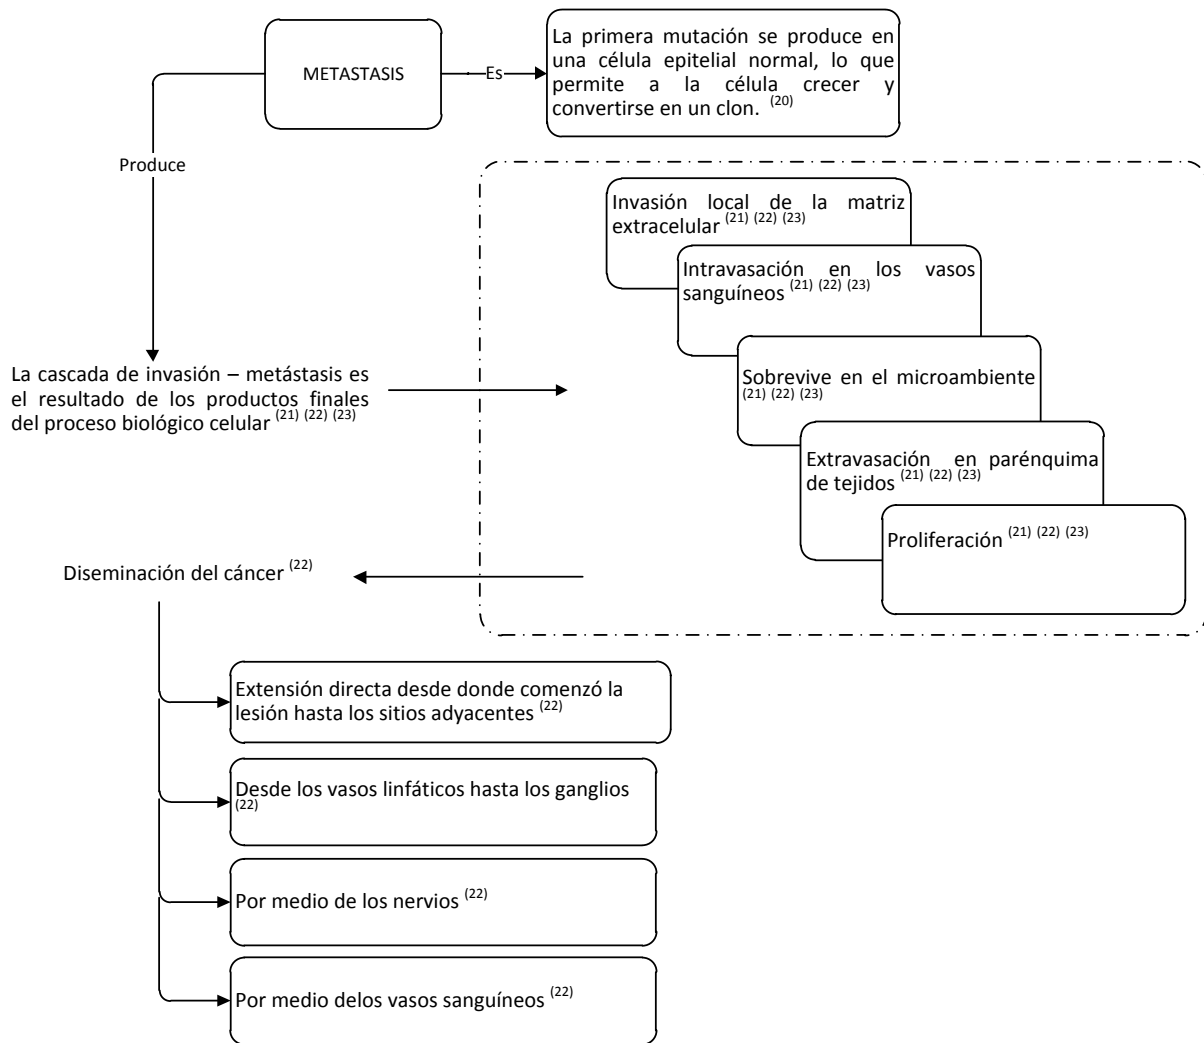 METASTASIS
Es
La primera mutación se produce en
una célula epitelial normal, lo que
permite a la célula crecer y
convertirse en un clon. (20)
Produce
La cascada de invasión – metástasis es
el resultado de los productos finales
del proceso biológico celular (21) (22) (23)
Invasión local de la matriz
extracelular (21) (22) (23)
Intravasación en los vasos
sanguíneos (21) (22) (23)
Sobrevive en el microambiente
(21) (22) (23)
Extravasación en parénquima
de tejidos (21) (22) (23)
Proliferación (21) (22) (23)
Diseminación del cáncer (22)
Extensión directa desde donde comenzó la
lesión hasta los sitios adyacentes (22)
Desde los vasos linfáticos hasta los ganglios
(22)
Por medio de los nervios (22)
Por medio delos vasos sanguíneos (22)